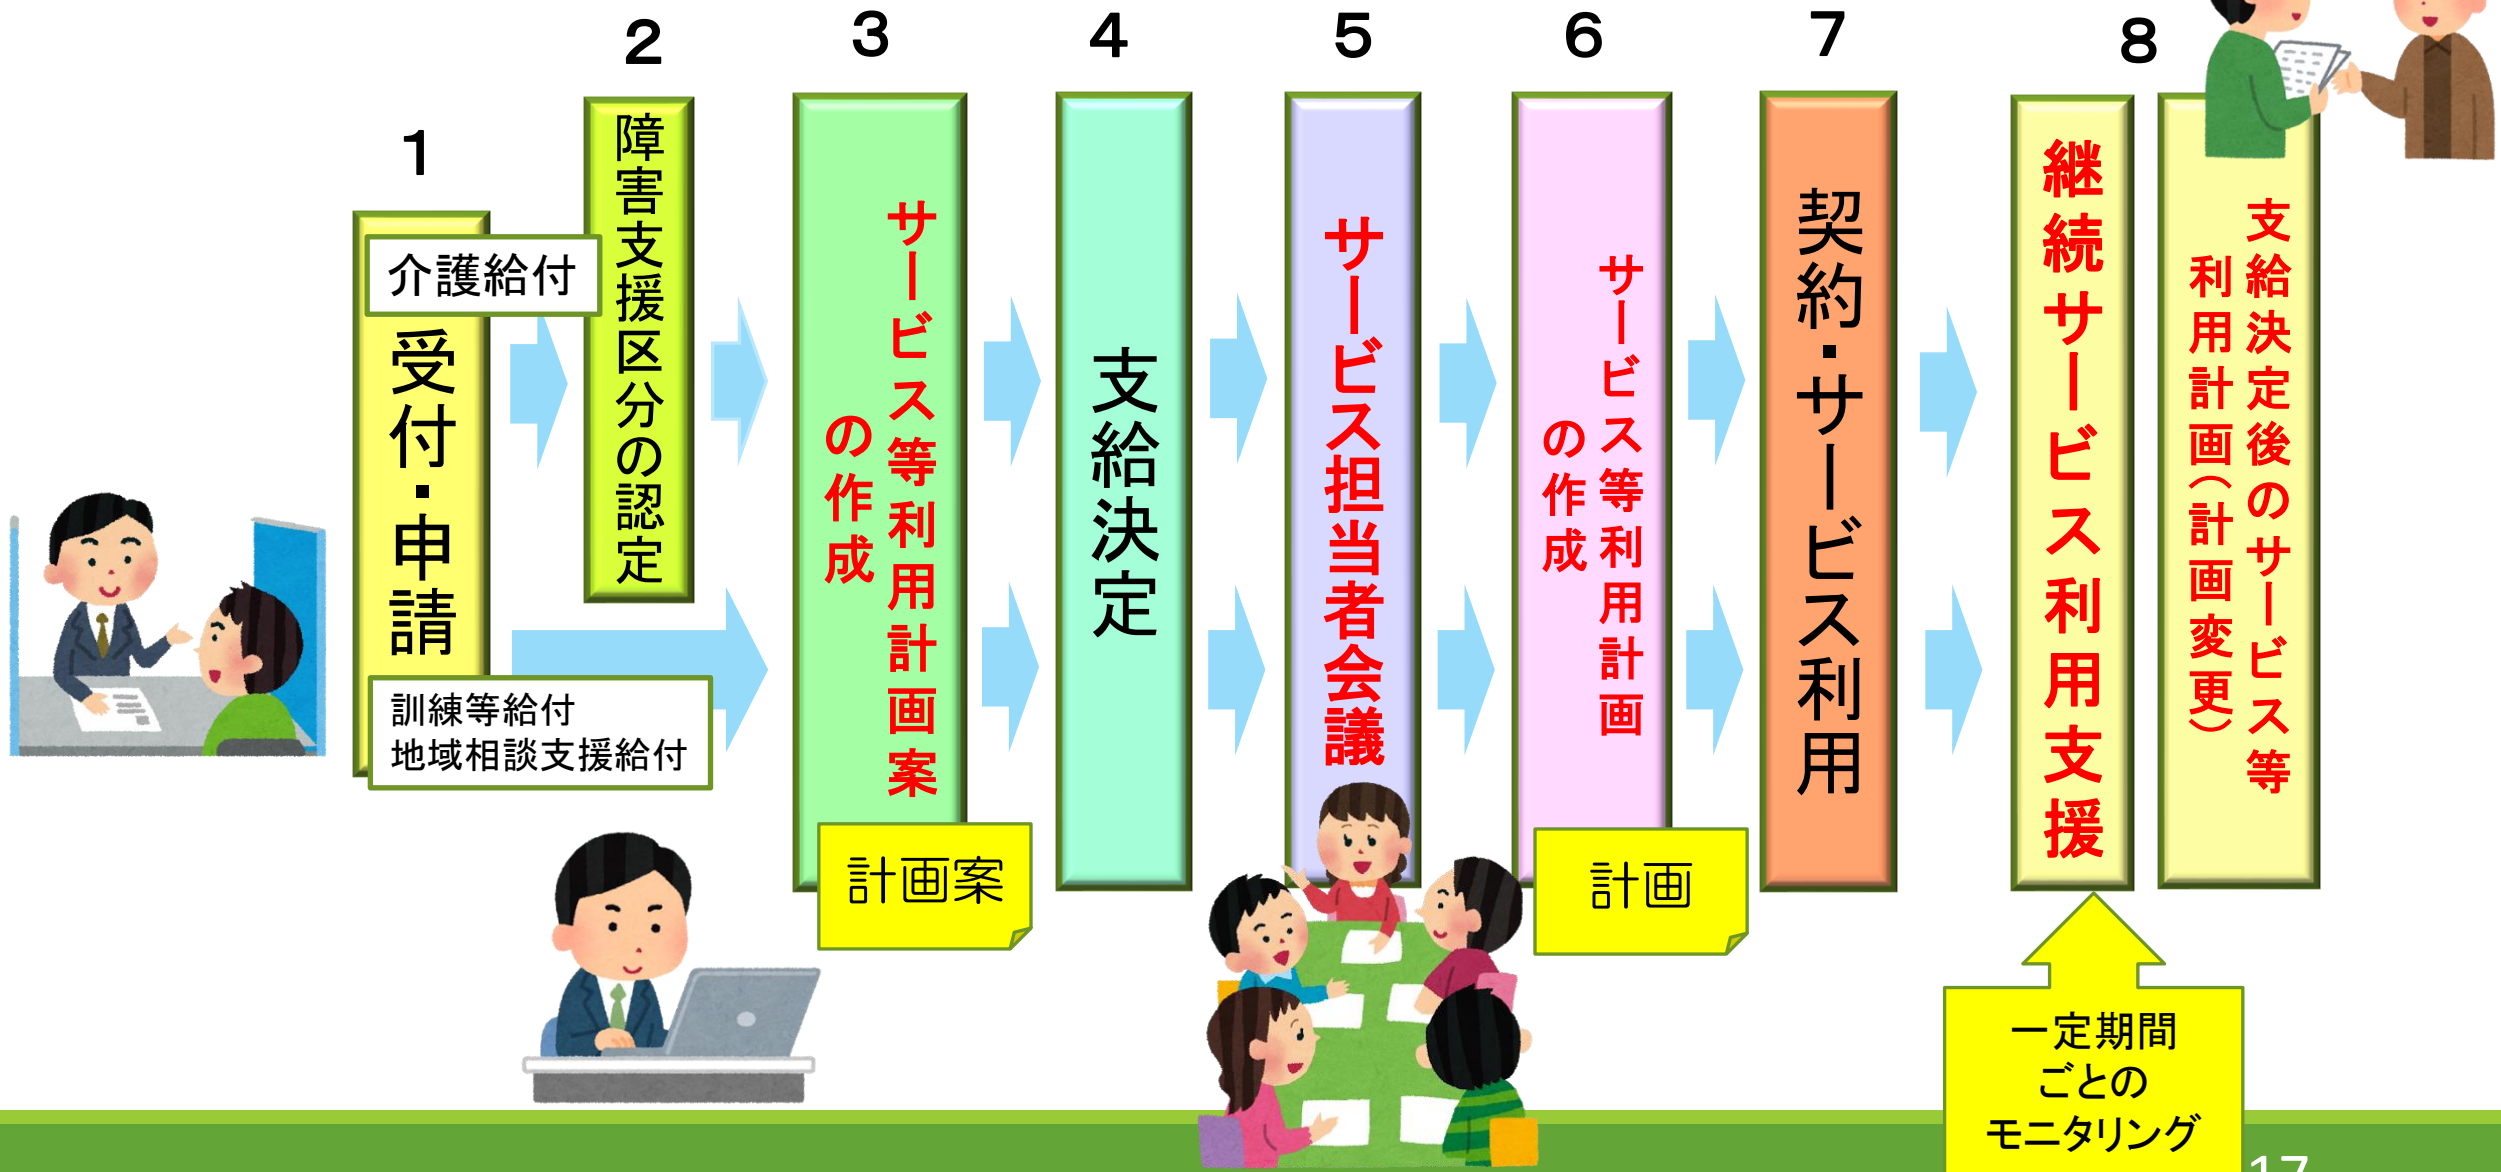 1
受付・申請
介護給付
訓練等給付
地域相談支援給付
2
障害支援区分の認定
3
サービス等利用計画案
の作成
計画案
4
支給決定
5
サービス担当者会議
6
サービス等利用計画
の作成
計画
7
契約・サービス利用
8
継続サービス利用支援
支給決定後のサービス等
利用計画(計画変更)
一定期間
ごとの
モニタリング
17